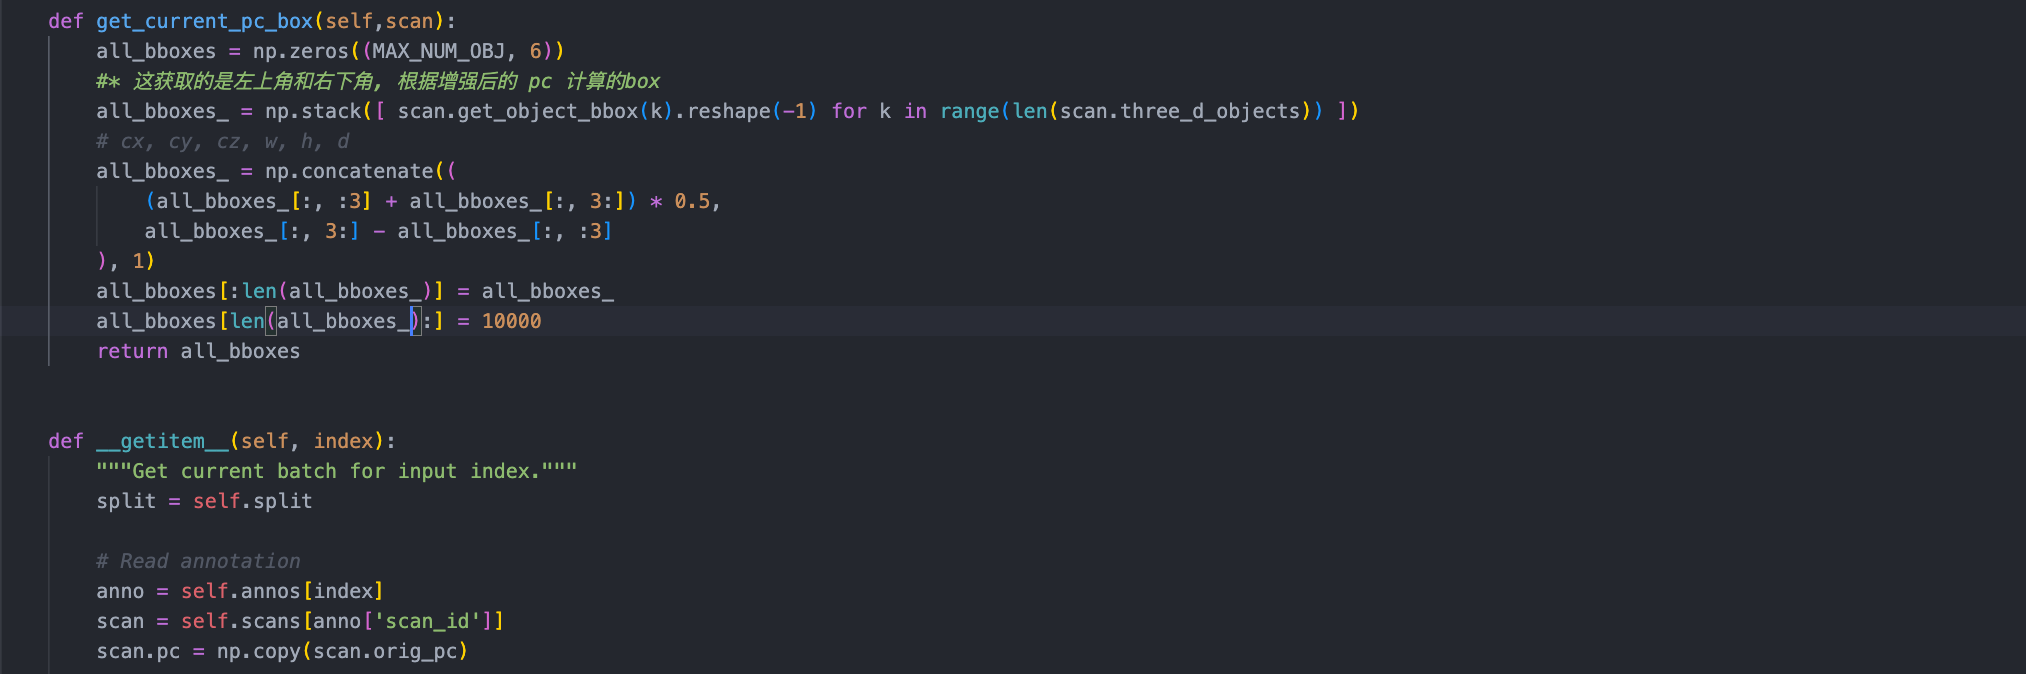 def get_current_pc_box(self,scan):
    all_bboxes = np.zeros((MAX_NUM_OBJ, 6))
    #* 这获取的是左上角和右下角, 根据增强后的 pc 计算的box
    all_bboxes_ = np.stack([ scan.get_object_bbox(k).reshape(-1) for k in range(len(scan.three_d_objects)) ])
    # cx, cy, cz, w, h, d
    all_bboxes_ = np.concatenate((
        (all_bboxes_[:, :3] + all_bboxes_[:, 3:]) * 0.5,
        all_bboxes_[:, 3:] - all_bboxes_[:, :3]
    ), 1)
    all_bboxes[:len(all_bboxes_)] = all_bboxes_
    all_bboxes[len(all_bboxes_):] = 10000
    return all_bboxes
def __getitem__(self, index):
    """Get current batch for input index."""
    split = self.split
    # Read annotation
    anno = self.annos[index]
    scan = self.scans[anno['scan_id']]
    scan.pc = np.copy(scan.orig_pc)